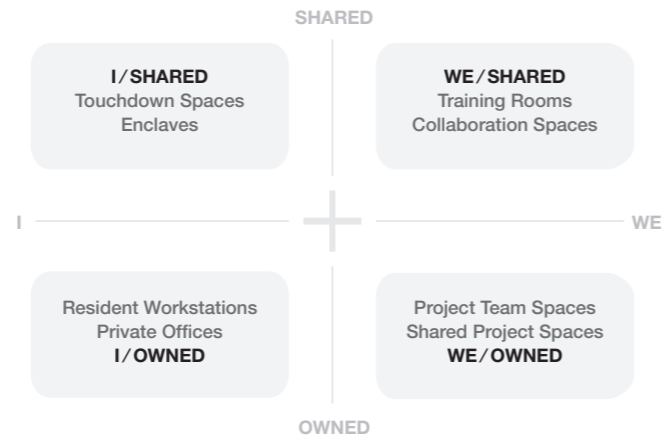 SHARED
I/SHARED
Touchdown Spaces
Enclaves
WE/SHARED
Training Rooms
Collaboration Spaces
I
WE
Resident Workstations
Private Offices
I/OWNED
Project Team Spaces
Shared Project Spaces
WE/OWNED
OWNED